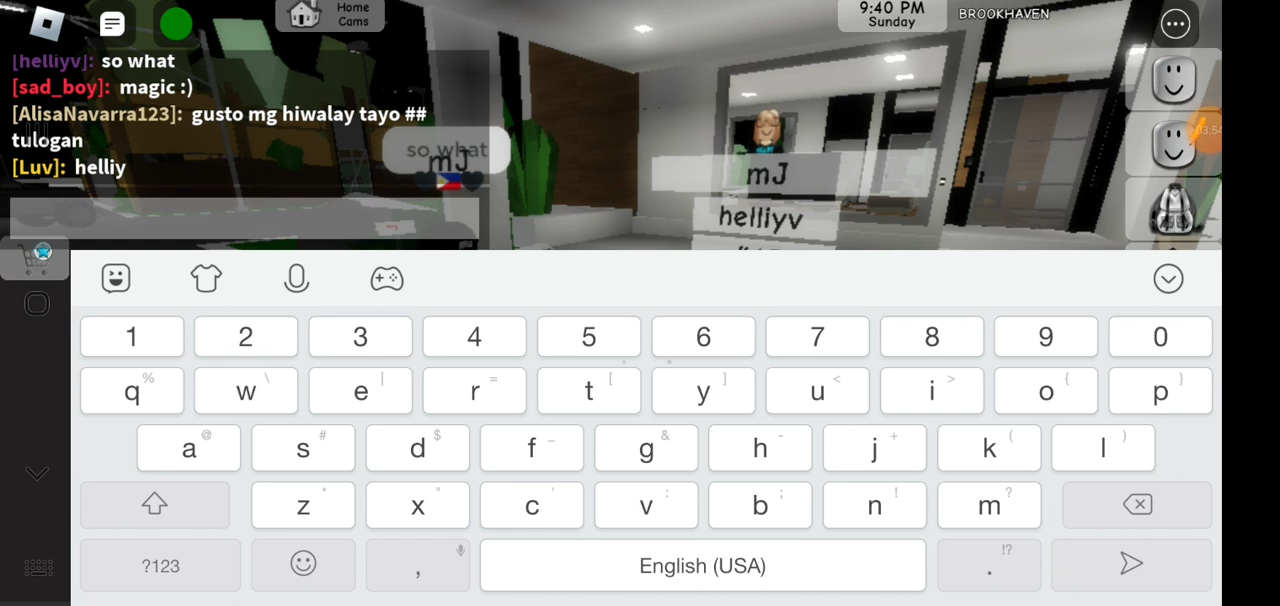 Home
Cams
9:40 PM
Sunday
BROOKHAVEN
[helliyv]: so what
[sad_boy]: magic :)
[AlisaNavarra123]: gusto mg hiwalay tayo ##
tulogan
[Luv]: helliy
so what
mJ
mJ
helliyv
03:54
1 2 3 4 5 6 7 8 9 0
% \ | = [ ] < > { }
q w e r t y u i o p
@ # $ _ & - + ( )
a s d f g h j k l
* " ' : ; ! ?
z x c v b n m
?123 , English (USA) . !?